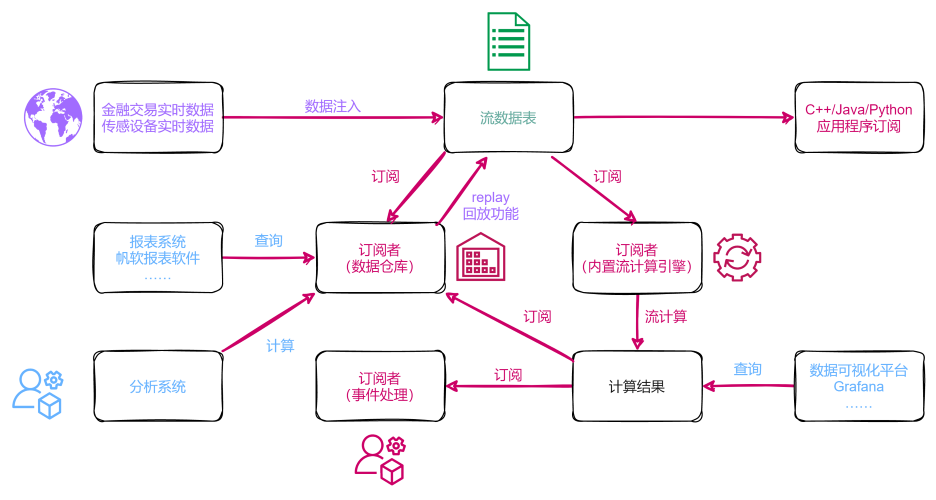 金融交易实时数据
传感设备实时数据
数据注入
流数据表
C++/Java/Python
应用程序订阅
订阅
replay
回放功能
订阅
报表系统
帆软报表软件
……
查询
订阅者
（数据仓库）
订阅者
（内置流计算引擎）
计算
订阅
流计算
分析系统
订阅者
（事件处理）
订阅
计算结果
查询
数据可视化平台
Grafana
……